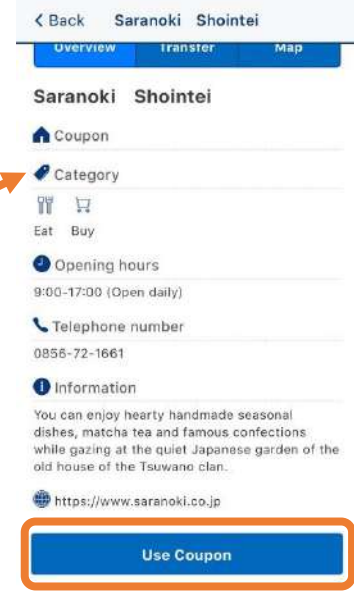 Back Saranoki Shointei
Overview Transfer Map
Saranoki Shointei
Coupon
Category
Eat Buy
Opening hours
9:00-17:00 (Open daily)
Telephone number
0856-72-1661
Information
You can enjoy hearty handmade seasonal
dishes, matcha tea and famous confections
while gazing at the quiet Japanese garden of the
old house of the Tsuwano clan.
https://www.saranoki.co.jp
Use Coupon